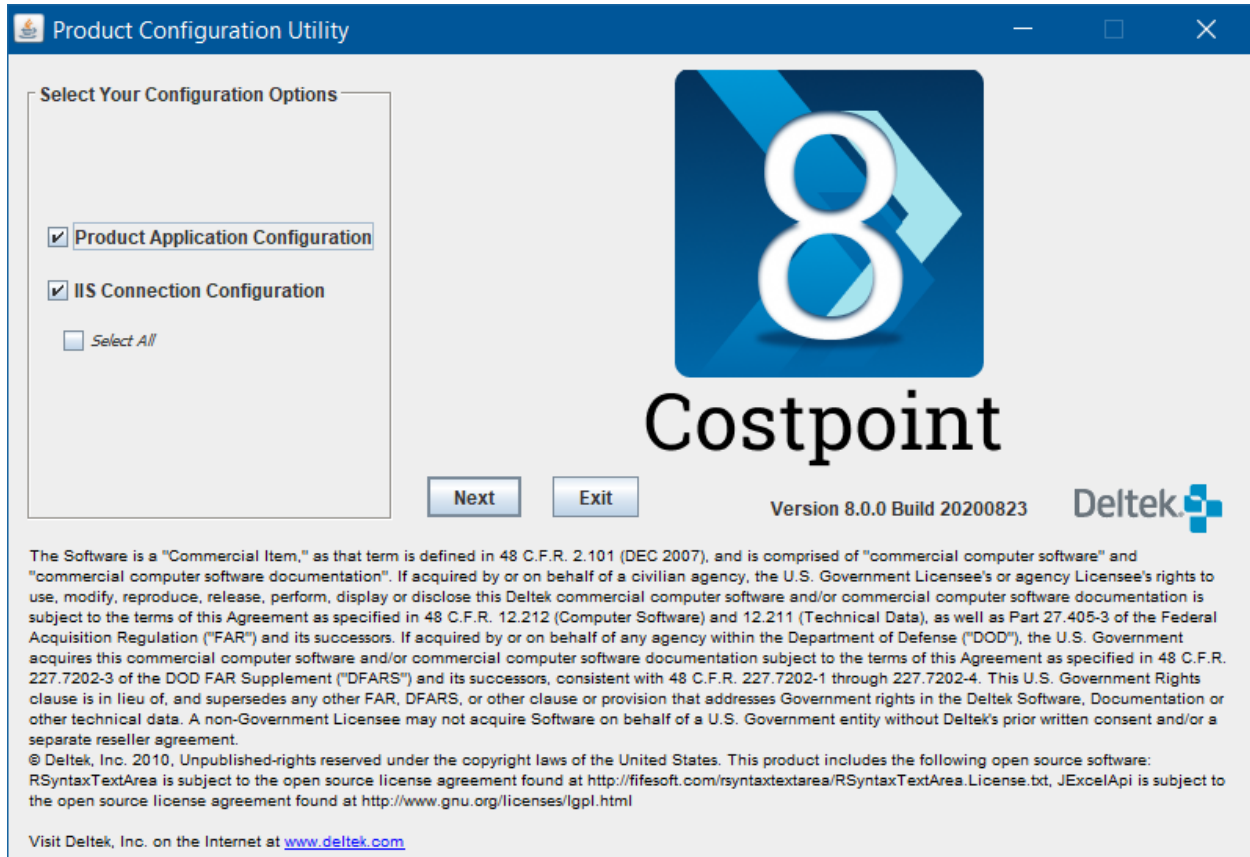 Product Configuration Utility
Select Your Configuration Options
Product Application Configuration
IIS Connection Configuration
Select All
8
Costpoint
Next
Exit
Version 8.0.0 Build 20200823
Deltek.
The Software is a "Commercial Item," as that term is defined in 48 C.F.R. 2.101 (DEC 2007), and is comprised of "commercial computer software" and
"commercial computer software documentation". If acquired by or on behalf of a civilian agency, the U.S. Government Licensee's or agency Licensee's rights to
use, modify, reproduce, release, perform, display or disclose this Deltek commercial computer software and/or commercial computer software documentation is
subject to the terms of this Agreement as specified in 48 C.F.R. 12.212 (Computer Software) and 12.211 (Technical Data), as well as Part 27.405-3 of the Federal
Acquisition Regulation ("FAR") and its successors. If acquired by or on behalf of any agency within the Department of Defense ("DOD"), the U.S. Government
acquires this commercial computer software and/or commercial computer software documentation subject to the terms of this Agreement as specified in 48 C.F.R.
227.7202-3 of the DOD FAR Supplement ("DFARS") and its successors, consistent with 48 C.F.R. 227.7202-1 through 227.7202-4. This U.S. Government Rights
clause is in lieu of, and supersedes any other FAR, DFARS, or other clause or provision that addresses Government rights in the Deltek Software, Documentation or
other technical data. A non-Government Licensee may not acquire Software on behalf of a U.S. Government entity without Deltek's prior written consent and/or a
separate reseller agreement.
© Deltek, Inc. 2010, Unpublished-rights reserved under the copyright laws of the United States. This product includes the following open source software:
RSyntaxTextArea is subject to the open source license agreement found at http://fifesoft.com/rsyntaxtextarea/RSyntaxTextArea.License.txt, JExcelApi is subject to
the open source license agreement found at http://www.gnu.org/licenses/lgpl.html
Visit Deltek, Inc. on the Internet at www.deltek.com